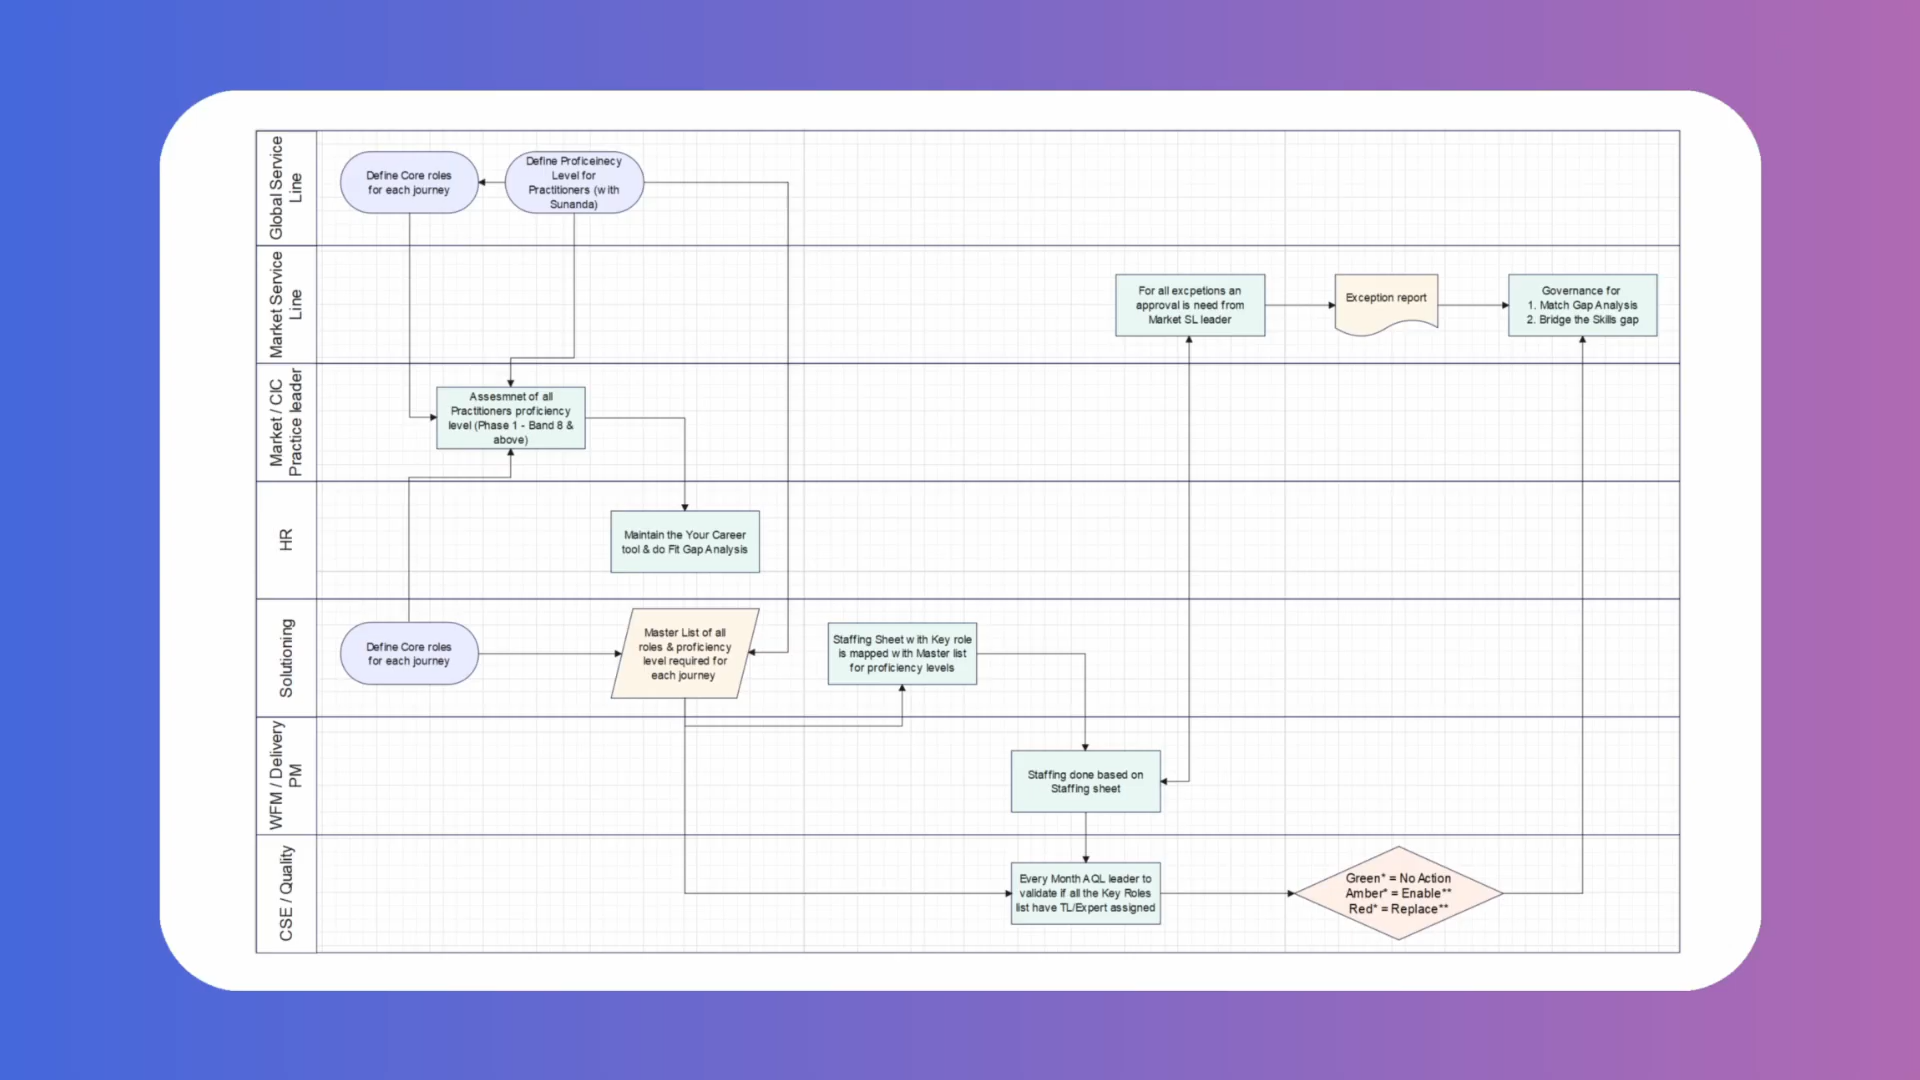 Global Service
Line
Define Core roles
for each journey
Define Proficeinecy
Level for
Practitioners (with
Sunanda)
Market Service
Line
For all excpetions an
approval is need from
Market SL leader
Exception report
Governance for
1. Match Gap Analysis
2. Bridge the Skills gap
Market / CIC
Practice leader
Assesmnet of all
Practitioners proficiency
level (Phase 1 - Band 8 &
above)
HR
Maintain the Your Career
tool & do Fit Gap Analysis
Solutioning
Define Core roles
for each journey
Master List of all
roles & proficiency
level required for
each journey
Staffing Sheet with Key role
is mapped with Master list
for proficiency levels
WFM / Delivery
PM
Staffing done based on
Staffing sheet
CSE / Quality
Every Month AQL leader to
validate if all the Key Roles
list have TL/Expert assigned
Green* = No Action
Amber* = Enable**
Red* = Replace**